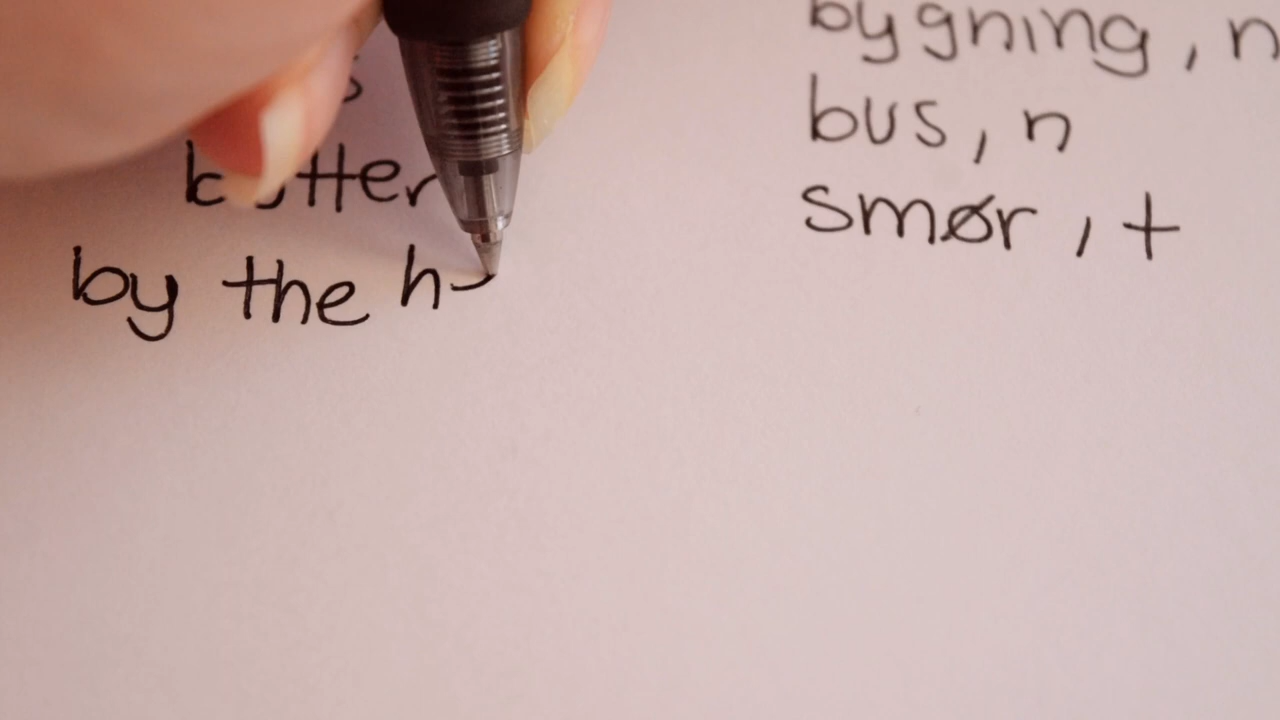 bygning, n
bus, n
butter
smør, t
by the h